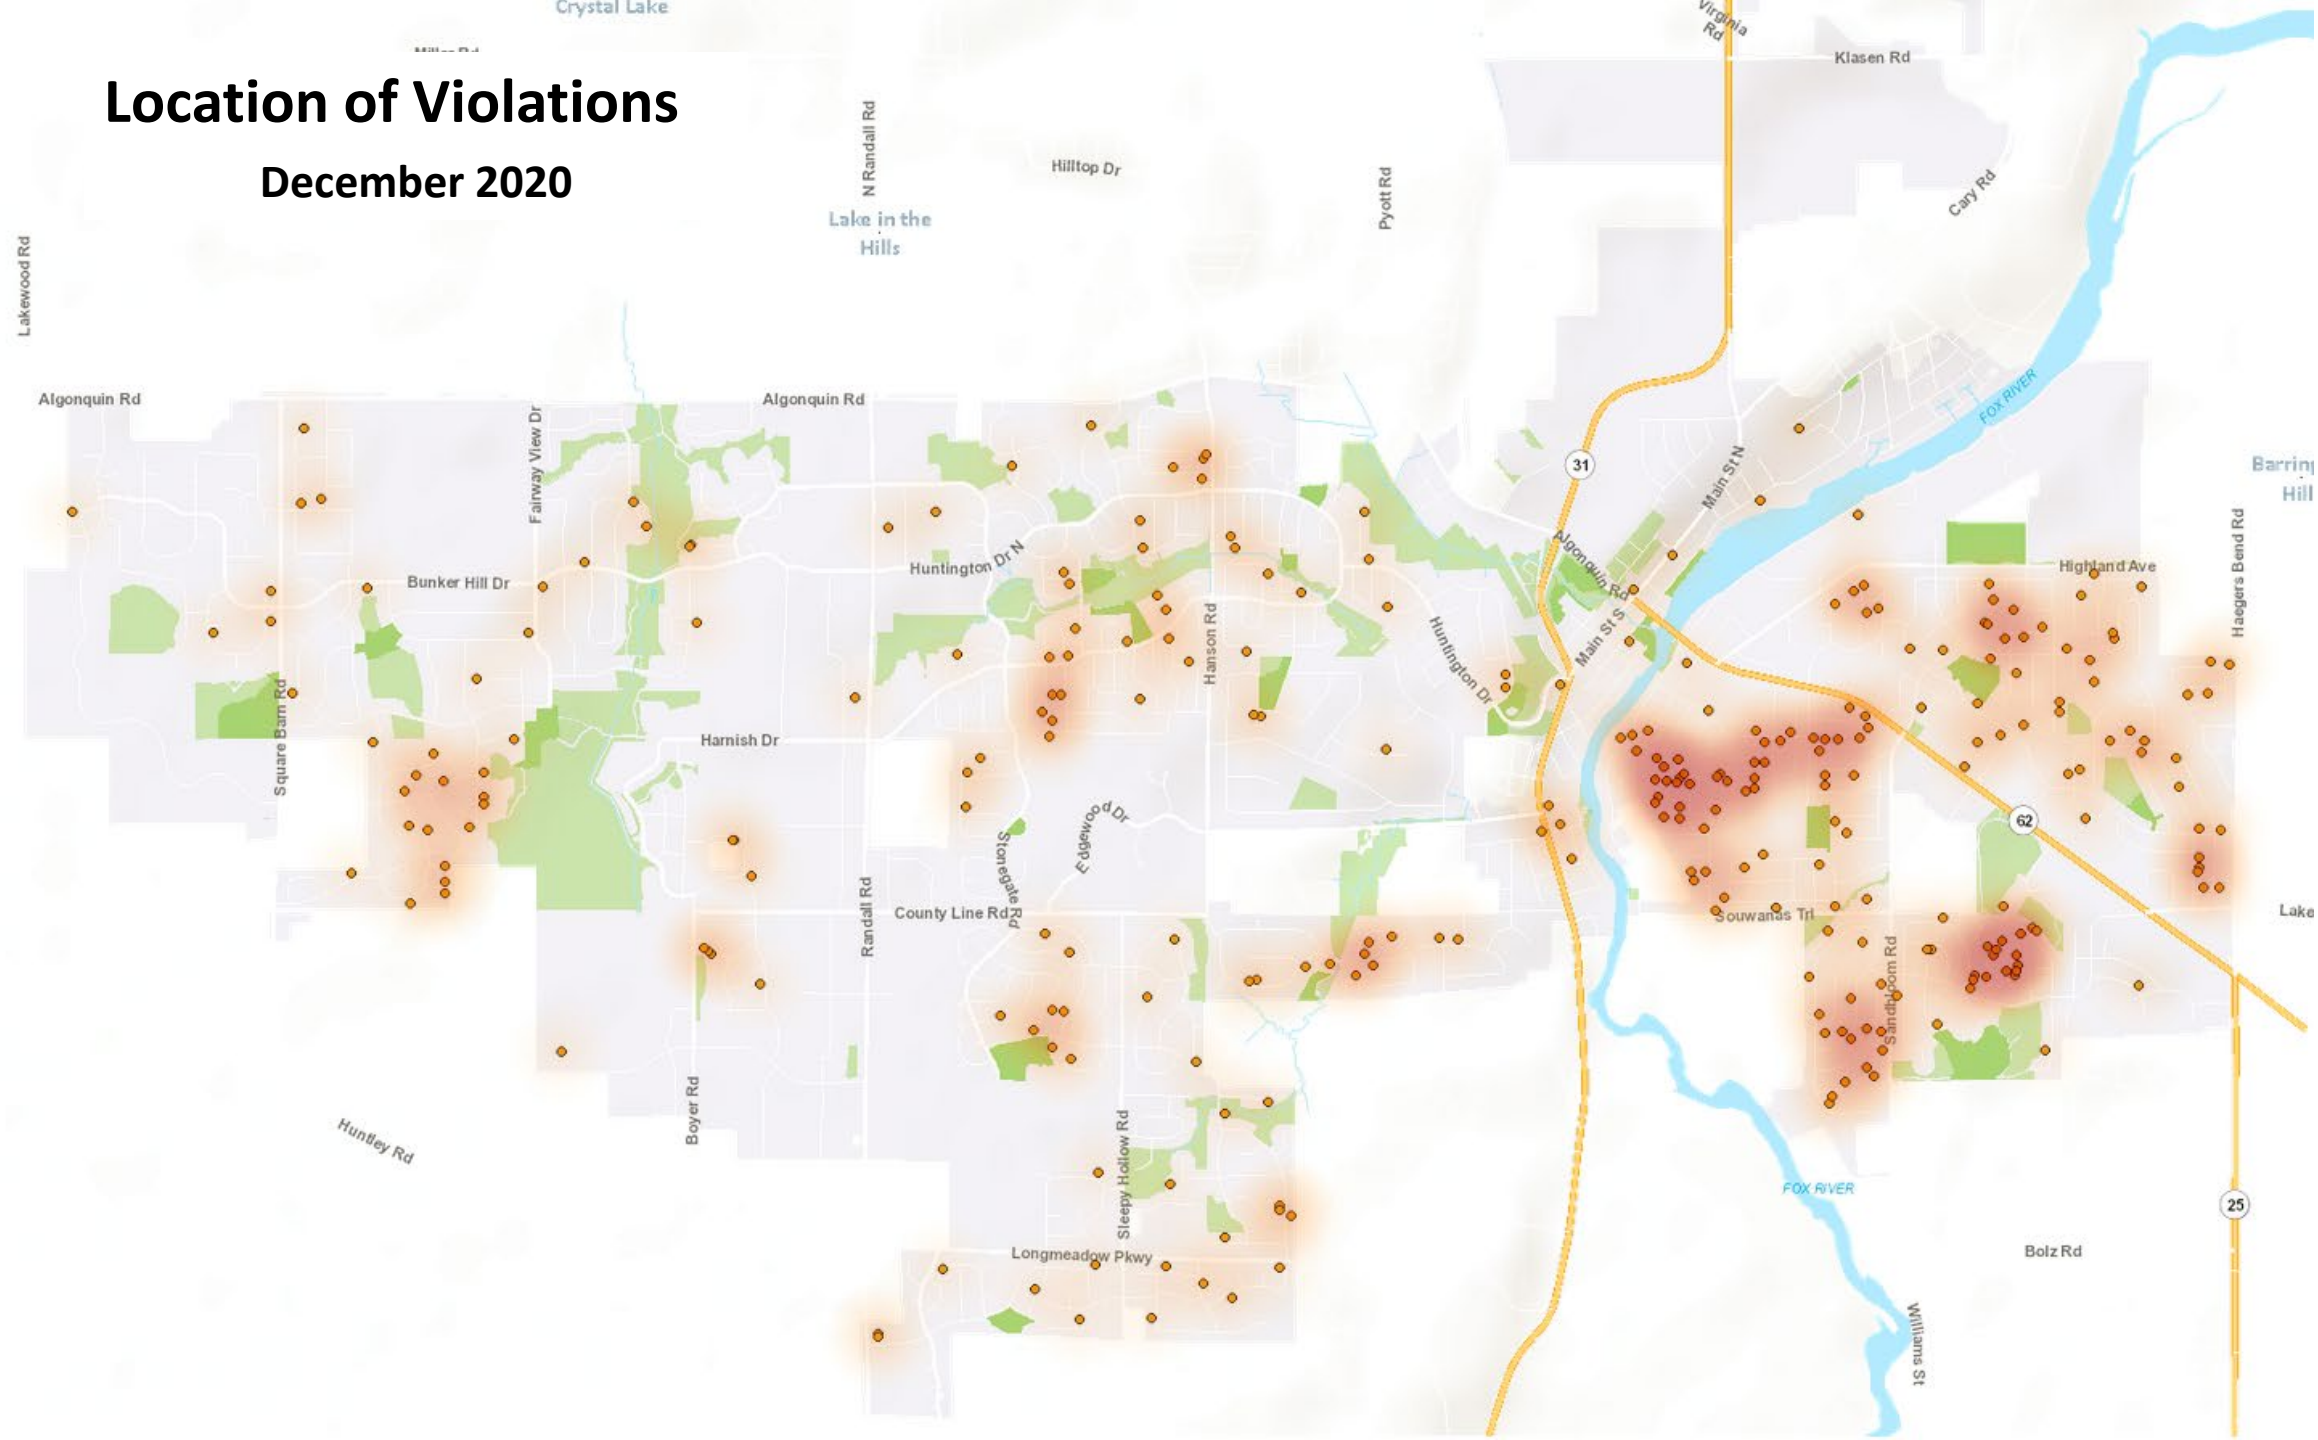 Crystal Lake
Virginia
Rd
Klasen Rd
Location of Violations
December 2020
N Randall Rd
Hilltop Dr
Pyott Rd
Cary Rd
Lake in the
Hills
Lakewood Rd
Algonquin Rd
Algonquin Rd
Fairway View Dr
FOX RIVER
31
Main St N
Haegers Bend Rd
Algonquin Rd
Highland Ave
Huntington Dr N
Bunker Hill Dr
Hanson Rd
Main St S
Huntington Dr
Square Barn Rd
Harnish Dr
Edgewood Dr
62
Stonegate Rd
Randall Rd
County Line Rd
Souwanas Trl
Lake
Sandbloom Rd
Boyer Rd
Huntley Rd
Sleepy Hollow Rd
FOX RIVER
25
Longmeadow Pkwy
Bolz Rd
Williams St